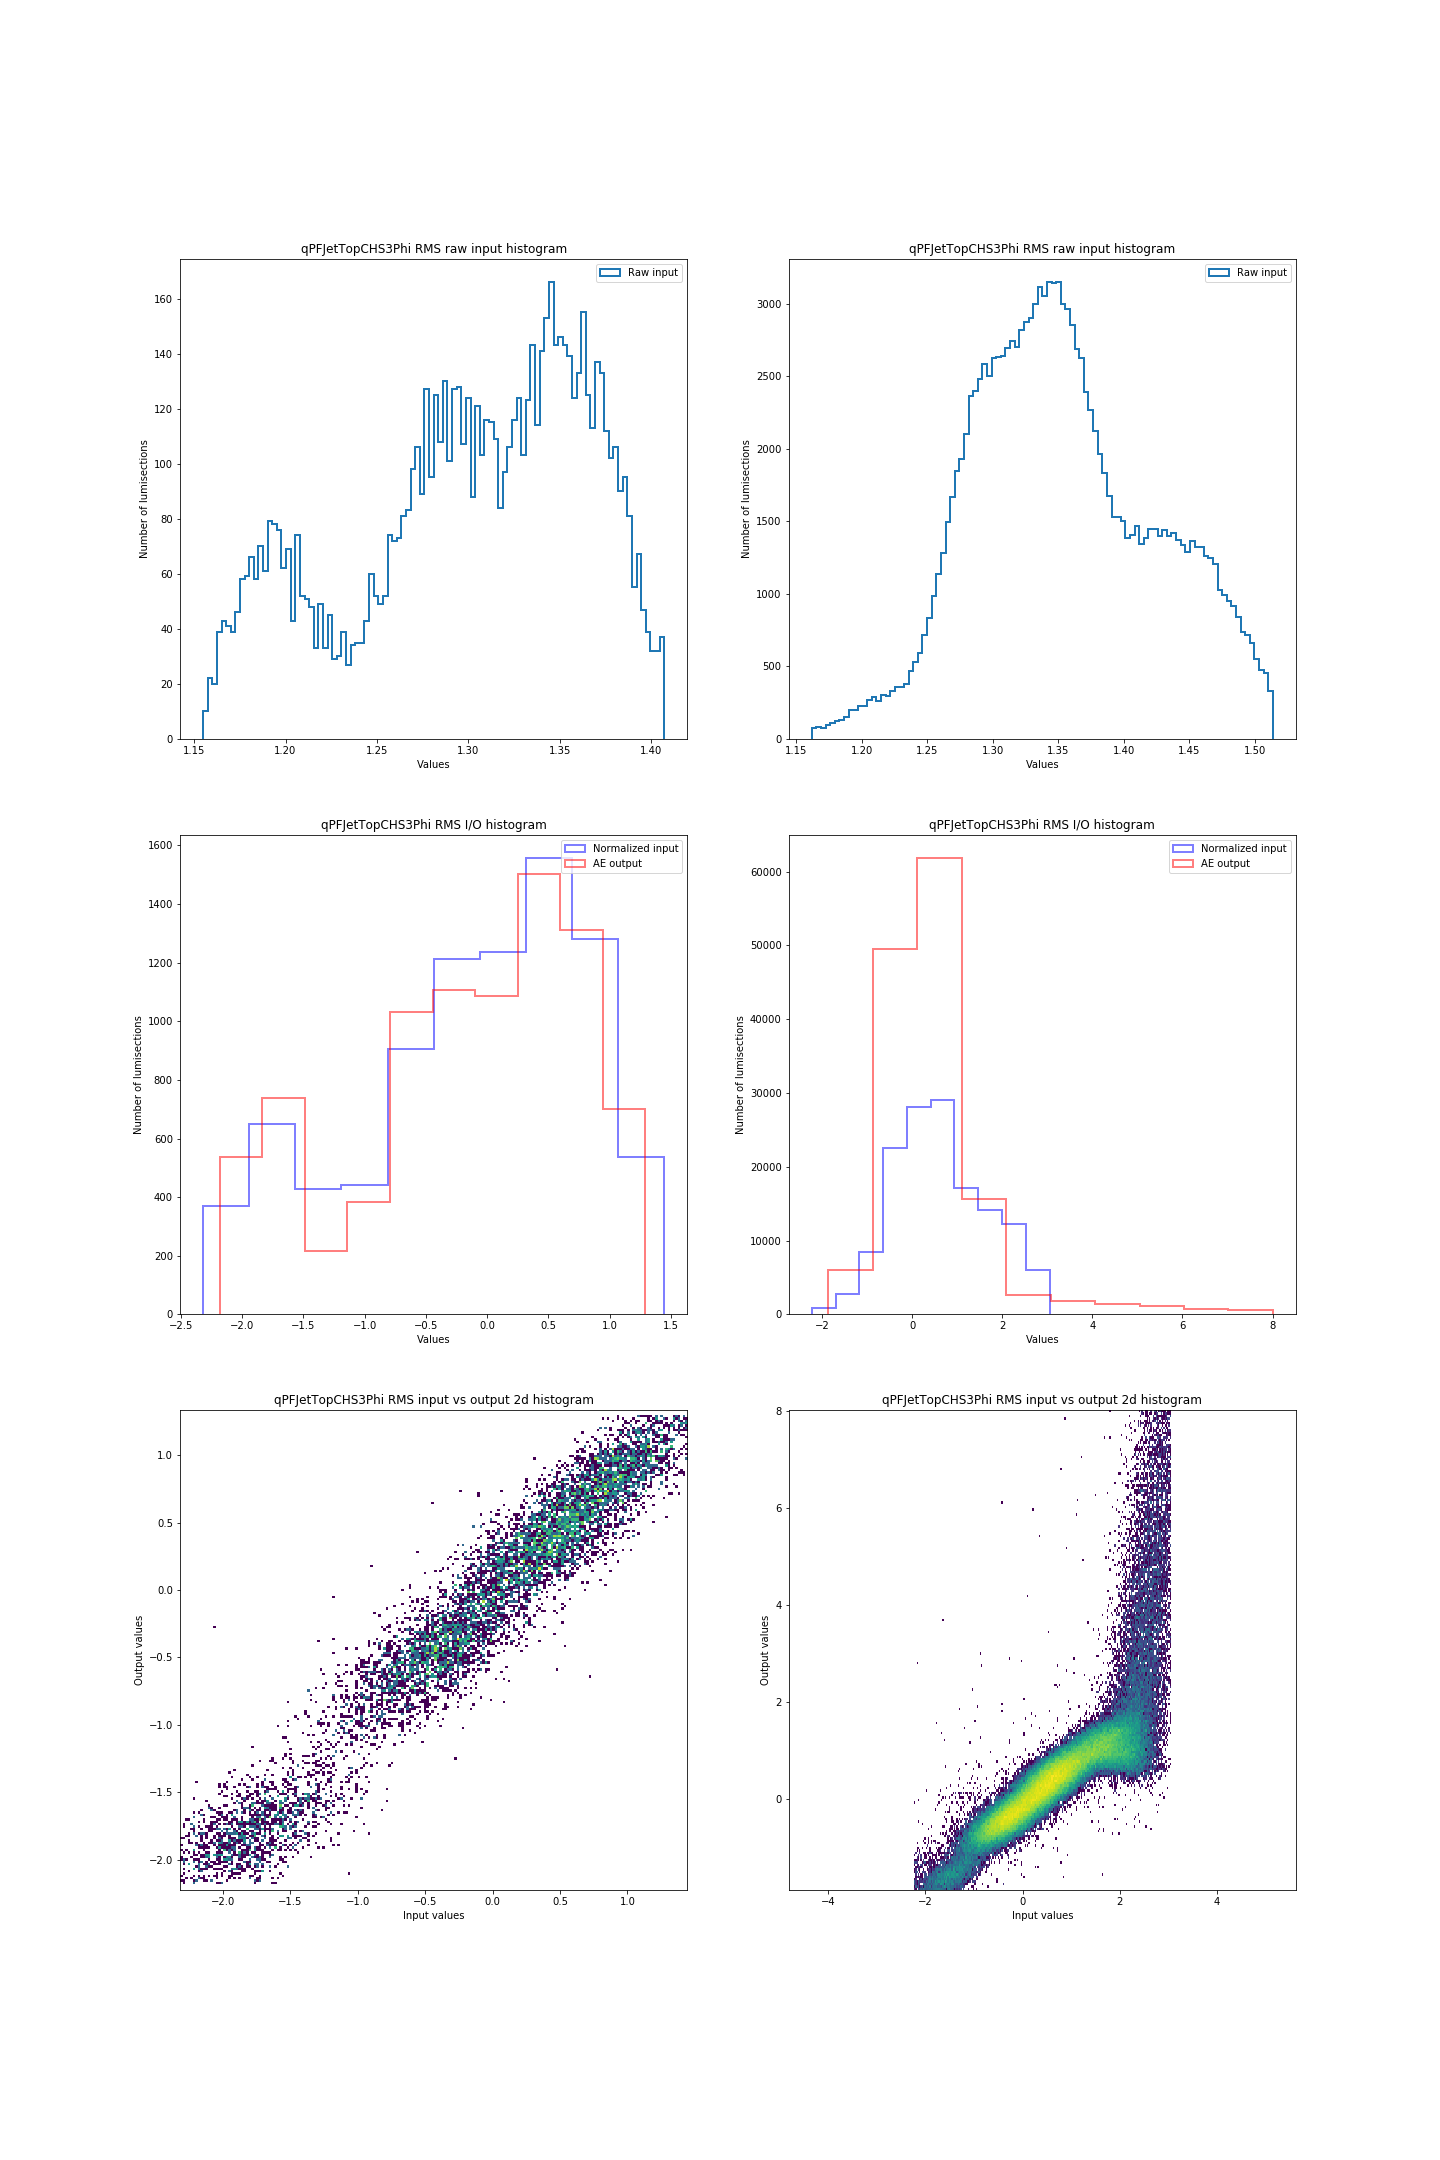 qPFJetTopCHS3Phi RMS raw input histogram
Raw input
160
140
120
100
80
60
40
20
0
Number of lumisections
1.15 1.20 1.25 1.30 1.35 1.40
Values
qPFJetTopCHS3Phi RMS raw input histogram
Raw input
3000
2500
2000
1500
1000
500
0
Number of lumisections
1.15 1.20 1.25 1.30 1.35 1.40 1.45 1.50
Values
qPFJetTopCHS3Phi RMS I/O histogram
Normalized input
AE output
1600
1400
1200
1000
800
600
400
200
0
Number of lumisections
−2.5 −2.0 −1.5 −1.0 −0.5 0.0 0.5 1.0 1.5
Values
qPFJetTopCHS3Phi RMS I/O histogram
Normalized input
AE output
60000
50000
40000
30000
20000
10000
0
Number of lumisections
−2 0 2 4 6 8
Values
qPFJetTopCHS3Phi RMS input vs output 2d histogram
1.0
0.5
0.0
−0.5
−1.0
−1.5
−2.0
Output values
−2.0 −1.5 −1.0 −0.5 0.0 0.5 1.0
Input values
qPFJetTopCHS3Phi RMS input vs output 2d histogram
8
6
4
2
0
Output values
−4 −2 0 2 4
Input values